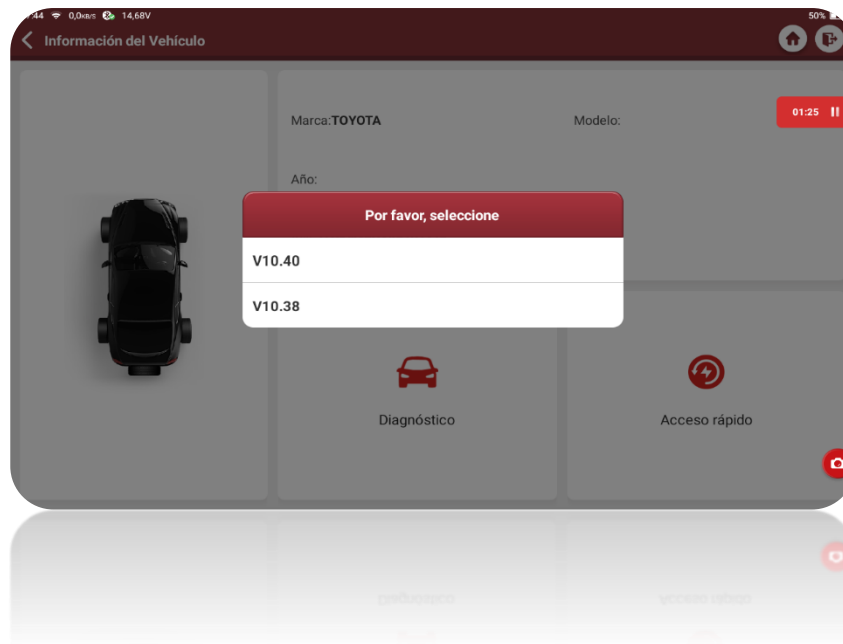 :44 0,0KB/S 14,68V 50%
Información del Vehículo
Marca:TOYOTA Modelo:
01:25
Año:
Por favor, seleccione
V10.40
V10.38
Diagnóstico Acceso rápido